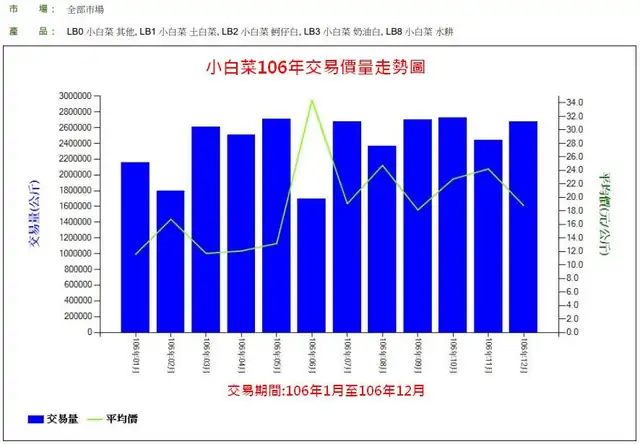 市　場： 全部市場
產　品： LB0 小白菜 其他, LB1 小白菜 土白菜, LB2 小白菜 蚵仔白, LB3 小白菜 奶油白, LB8 小白菜 水耕
小白菜106年交易價量走勢圖
交易量(公斤)
3000000
2800000
2600000
2400000
2200000
2000000
1800000
1600000
1400000
1200000
1000000
800000
600000
400000
200000
0
平均價(元/公斤)
34.0
32.0
30.0
28.0
26.0
24.0
22.0
20.0
18.0
16.0
14.0
12.0
10.0
8.0
6.0
4.0
2.0
0.0
106年01月
106年02月
106年03月
106年04月
106年05月
106年06月
106年07月
106年08月
106年09月
106年10月
106年11月
106年12月
交易期間:106年1月至106年12月
交易量 平均價